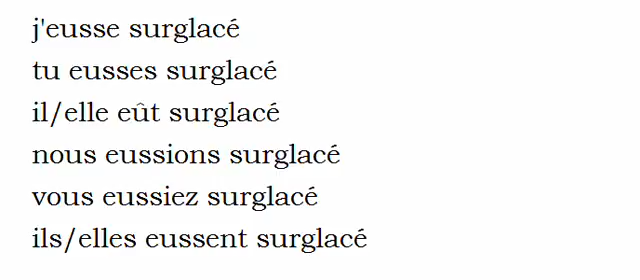 j'eusse surglacé
tu eusses surglacé
il/elle eût surglacé
nous eussions surglacé
vous eussiez surglacé
ils/elles eussent surglacé